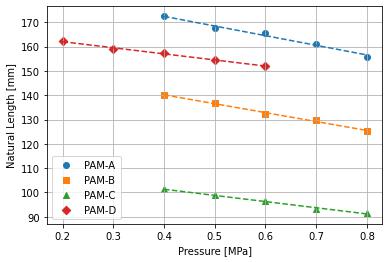 Natural Length [mm]
170
160
150
140
130
120
110
100
90
PAM-A
PAM-B
PAM-C
PAM-D
0.2 0.3 0.4 0.5 0.6 0.7 0.8
Pressure [MPa]